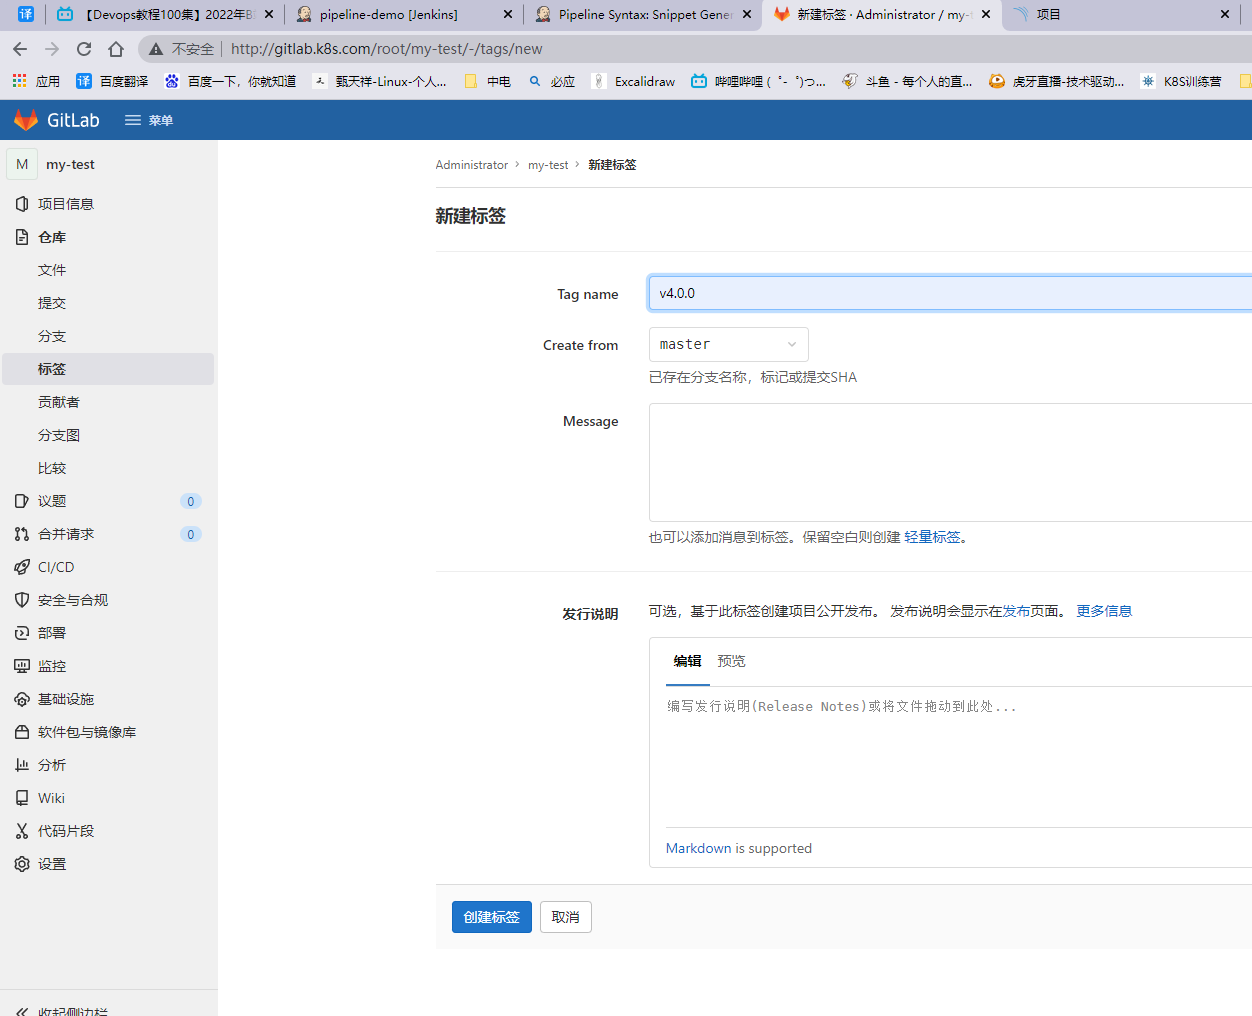 译
【Devops教程100集】2022年B
pipeline-demo [Jenkins]
Pipeline Syntax: Snippet Gener
新建标签 · Administrator / my-t
项目
不安全
http://gitlab.k8s.com/root/my-test/-/tags/new
应用
译 百度翻译
百度一下，你就知道
甄天祥-Linux-个人...
中电
必应
Excalidraw
哔哩哔哩 ( ゜- ゜)つ...
斗鱼 - 每个人的直...
虎牙直播-技术驱动...
K8S训练营
GitLab
菜单
M my-test
项目信息
仓库
文件
提交
分支
标签
贡献者
分支图
比较
议题 0
合并请求 0
CI/CD
安全与合规
部署
监控
基础设施
软件包与镜像库
分析
Wiki
代码片段
设置
收起侧边栏
Administrator › my-test › 新建标签
新建标签
Tag name
v4.0.0
Create from
master
已存在分支名称，标记或提交SHA
Message
也可以添加消息到标签。保留空白则创建 轻量标签。
发行说明
可选，基于此标签创建项目公开发布。 发布说明会显示在发布页面。 更多信息
编辑 预览
编写发行说明(Release Notes)或将文件拖动到此处...
Markdown is supported
创建标签 取消